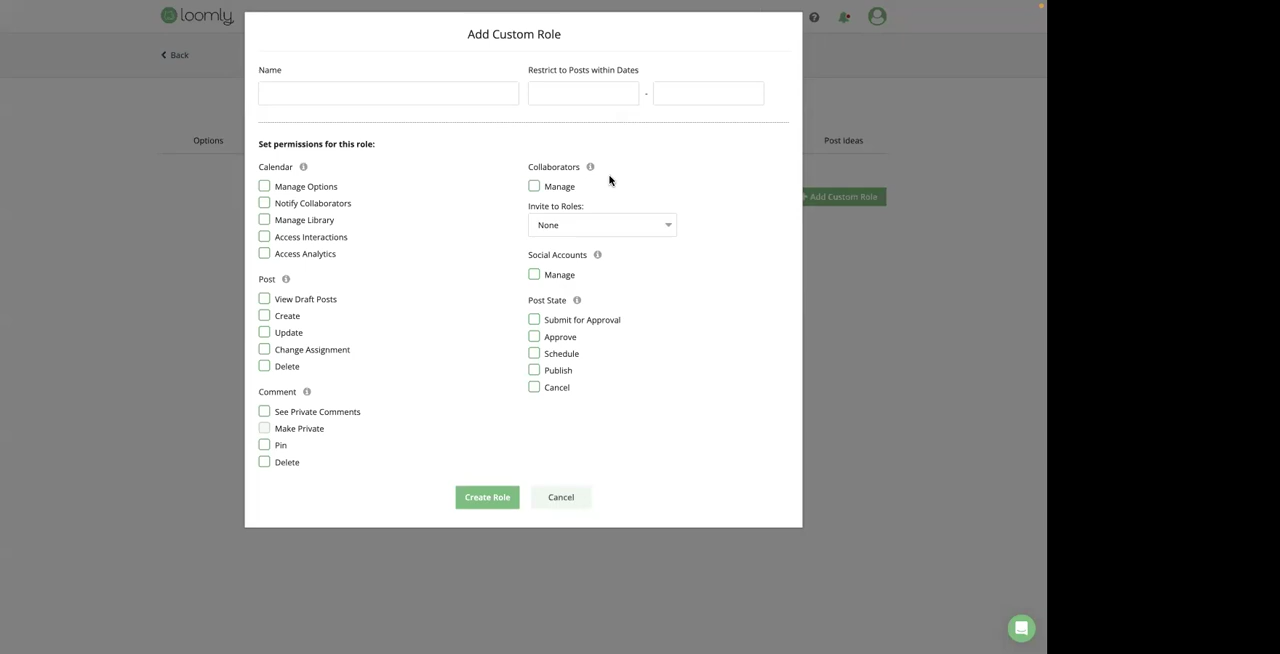 loomly
Back
Options
Post Ideas
Add Custom Role
Add Custom Role
Name
Restrict to Posts within Dates
-
Set permissions for this role:
Calendar
Manage Options
Notify Collaborators
Manage Library
Access Interactions
Access Analytics
Post
View Draft Posts
Create
Update
Change Assignment
Delete
Comment
See Private Comments
Make Private
Pin
Delete
Collaborators
Manage
Invite to Roles:
None
Social Accounts
Manage
Post State
Submit for Approval
Approve
Schedule
Publish
Cancel
Create Role
Cancel